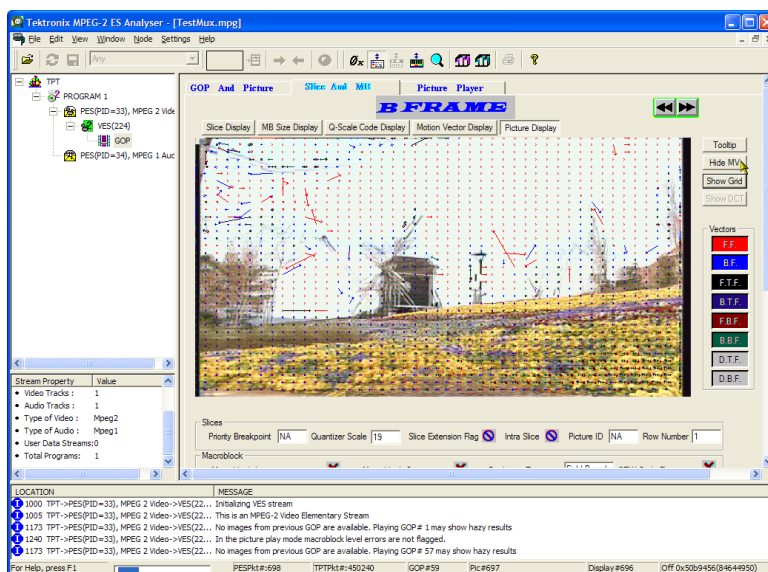 Tektronix MPEG-2 ES Analyser - [TestMux.mpg]
File Edit View Window Node Settings Help
Any
TPT
PROGRAM 1
PES(PID=33), MPEG 2 Vide
VES(224)
GOP
PES(PID=34), MPEG 1 Auc
GOP And Picture Slice And MB Picture Player
B FRAME
Slice Display MB Size Display Q-Scale Code Display Motion Vector Display Picture Display
Tooltip
Hide MV
Show Grid
Show DCT
Vectors
F.F.
B.F.
F.T.F.
B.T.F.
F.B.F.
B.B.F.
D.T.F.
D.B.F.
Stream Property Value
Video Tracks : 1
Audio Tracks : 1
Type of Video : Mpeg2
Type of Audio : Mpeg1
User Data Streams: 0
Total Programs: 1
Slices
Priority Breakpoint NA Quantizer Scale 19 Slice Extension Flag Intra Slice Picture ID NA Row Number 1
Macroblock
LOCATION MESSAGE
1000 TPT->PES(PID=33), MPEG 2 Video->VES(22... Initializing VES stream
1005 TPT->PES(PID=33), MPEG 2 Video->VES(22... This is an MPEG-2 Video Elementary Stream
1173 TPT->PES(PID=33), MPEG 2 Video->VES(22... No images from previous GOP are available. Playing GOP# 1 may show hazy results
1240 TPT->PES(PID=33), MPEG 2 Video->VES(22... In the picture play mode macroblock level errors are not flagged.
1173 TPT->PES(PID=33), MPEG 2 Video->VES(22... No images from previous GOP are available. Playing GOP# 57 may show hazy results
For Help, press F1 PESPkt#:698 TPTPkt#:450240 GOP#59 Pic#697 Display#696 Off 0x50b9456(84644950)